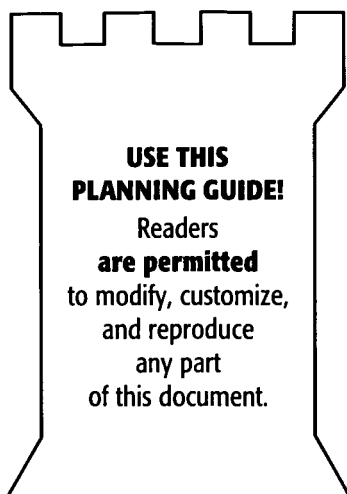 USE THIS
PLANNING GUIDE!
Readers
are permitted
to modify, customize,
and reproduce
any part
of this document.